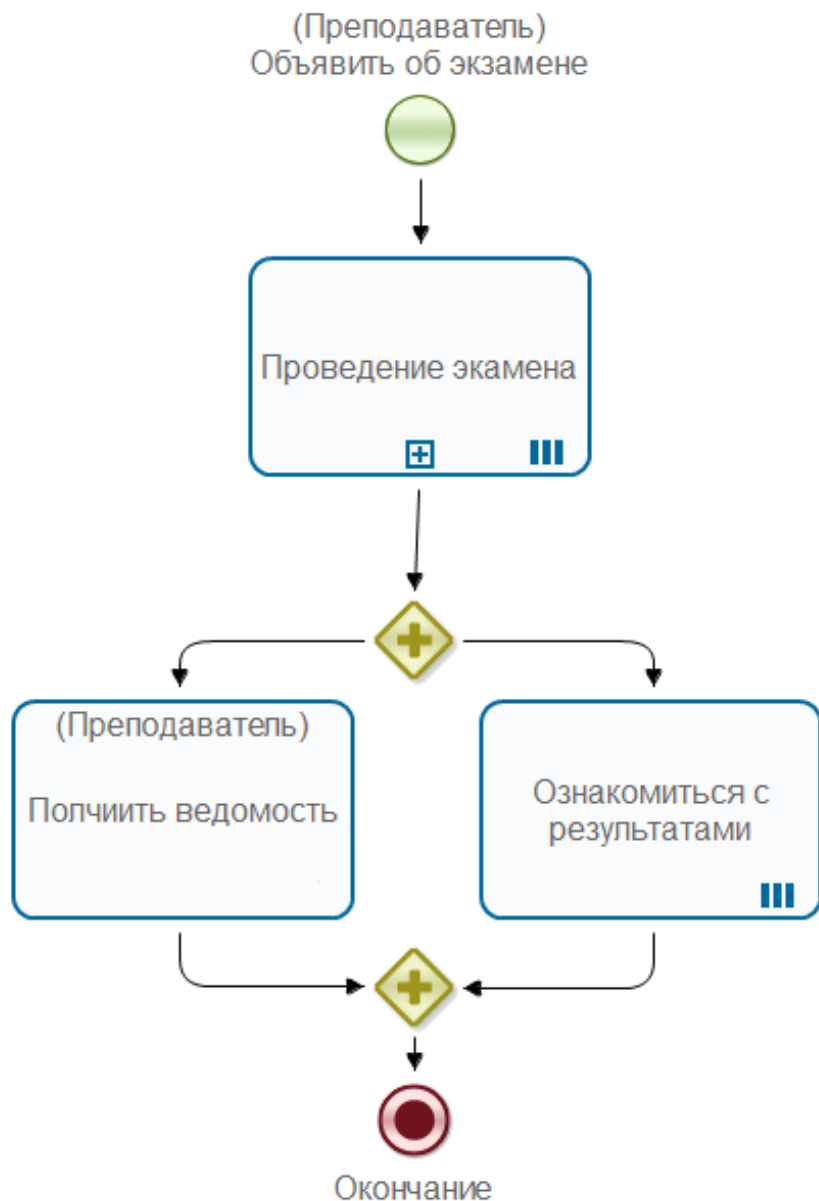 (Преподаватель)
Объявить об экзамене
Проведение экамена
(Преподаватель)
Полчиить ведомость
Ознакомиться с
результатами
Окончание